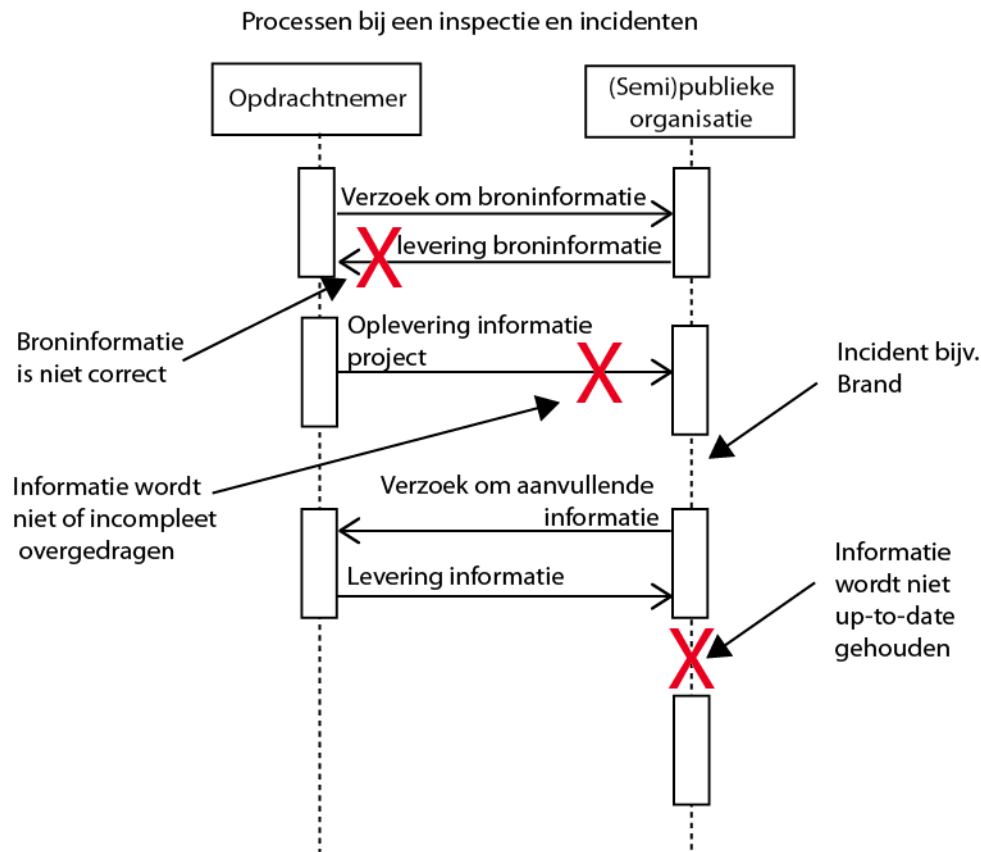 Processen bij een inspectie en incidenten
Opdrachtnemer
(Semi)publieke
organisatie
Verzoek om broninformatie
levering broninformatie
Broninformatie
is niet correct
Oplevering informatie
project
Incident bijv.
Brand
Informatie wordt
niet of incompleet
overgedragen
Verzoek om aanvullende
informatie
Levering informatie
Informatie
wordt niet
up-to-date
gehouden